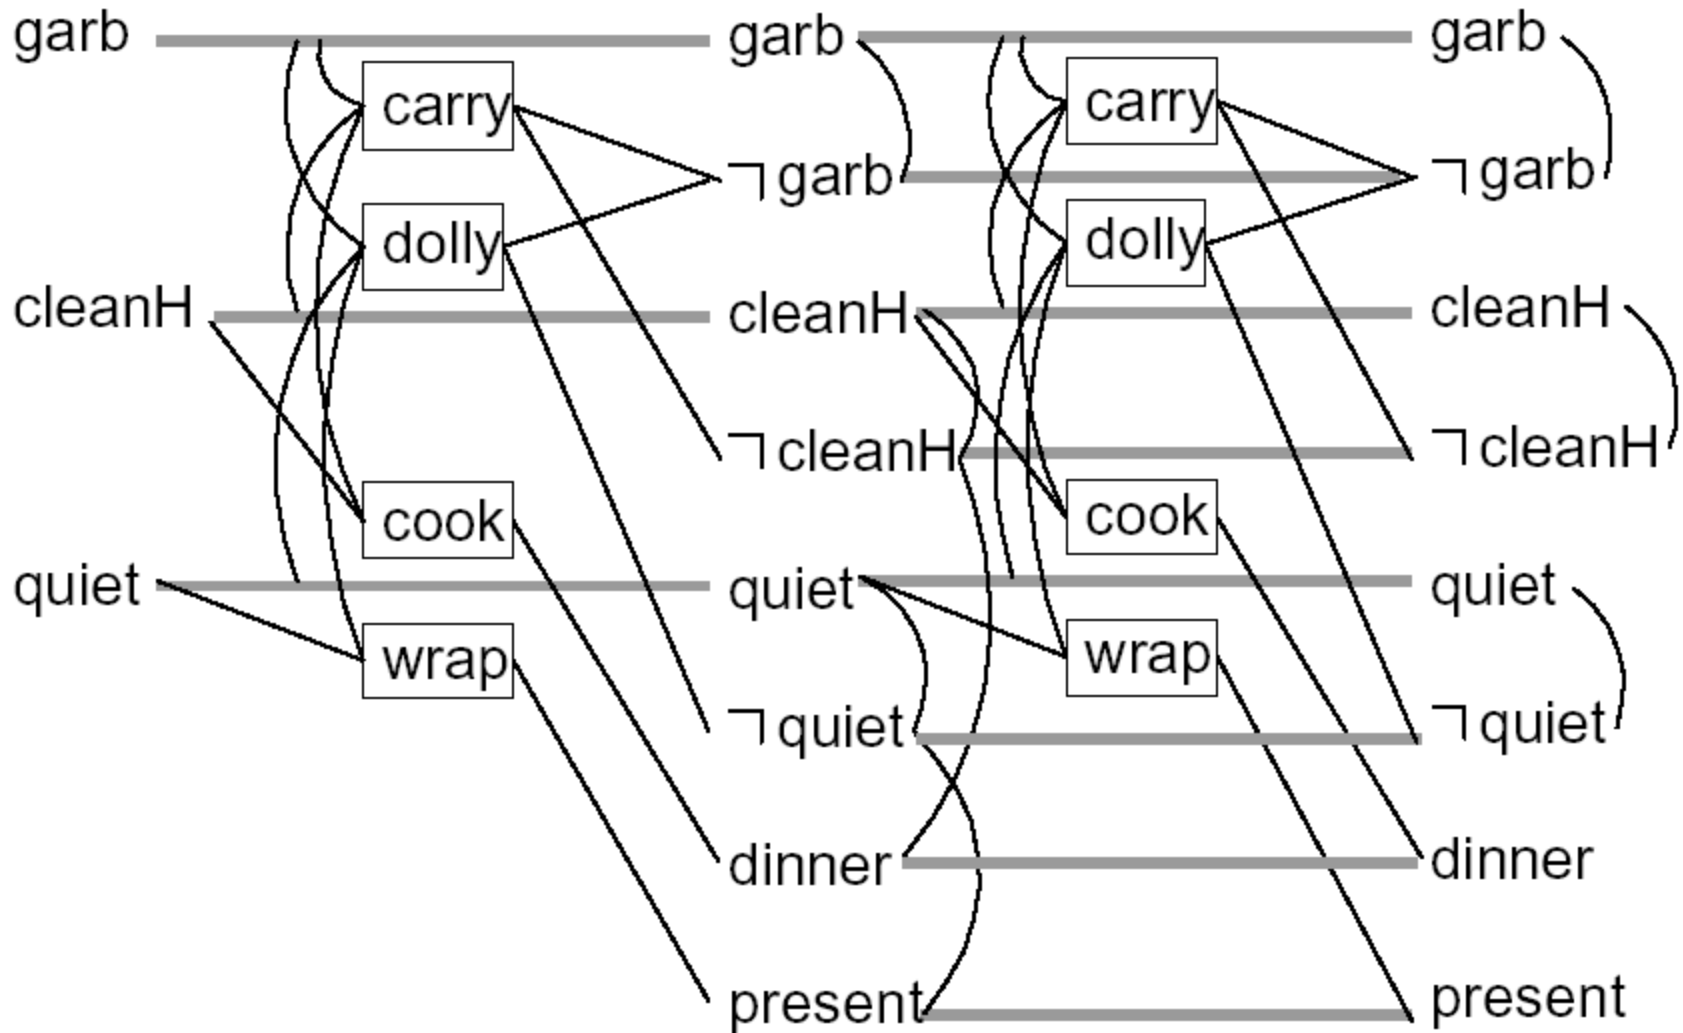 garb garb garb
carry carry
¬ garb ¬ garb
dolly dolly
cleanH cleanH cleanH
¬ cleanH ¬ cleanH
cook cook
quiet quiet quiet
wrap wrap
¬ quiet ¬ quiet
dinner dinner
present present